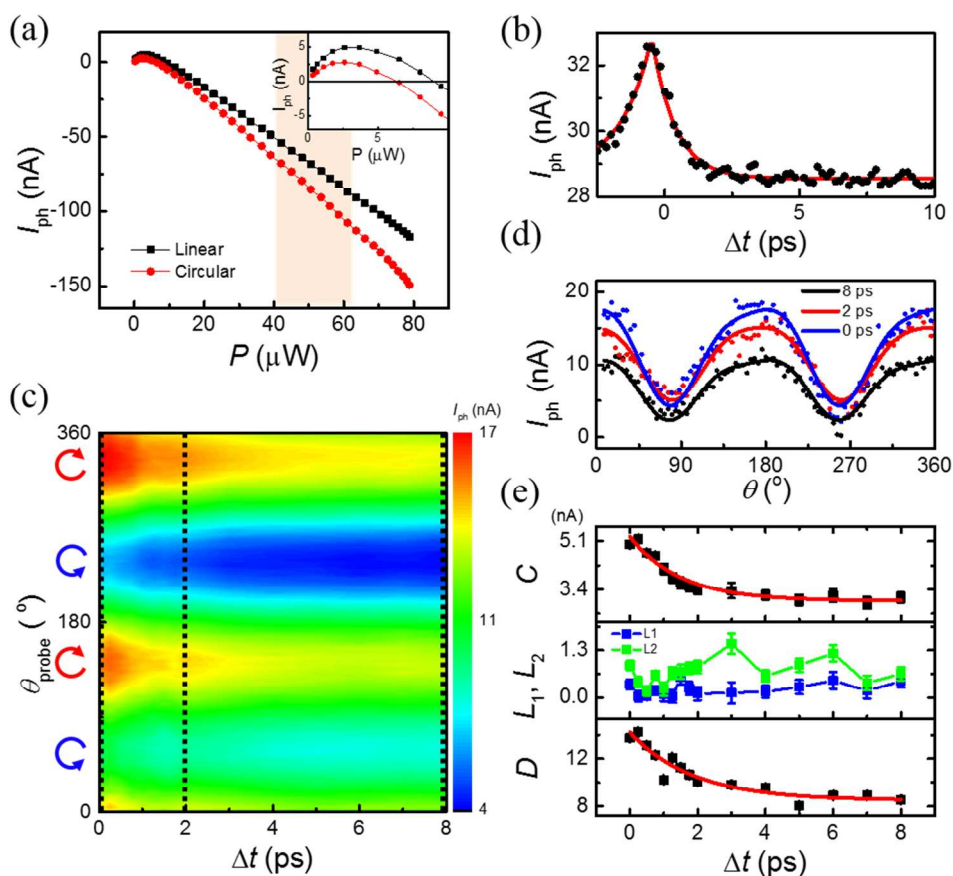 (a)
I_ph (nA)
0
-50
-100
-150
0 20 40 60 80
P (μW)
Linear
Circular
I_ph (nA)
5
0
-5
0 5
P (μW)
(b)
I_ph (nA)
32
30
28
0 5 10
Δt (ps)
(c)
θprobe (°)
360
180
0
0 2 4 6 8
Δt (ps)
I_ph (nA)
17
11
4
(d)
I_ph (nA)
20
10
0
8 ps
2 ps
0 ps
0 90 180 270 360
θ (°)
(e)
(nA)
C
5.1
3.4
L1, L2
L1
L2
1.3
0.0
D
12
8
0 2 4 6 8
Δt (ps)